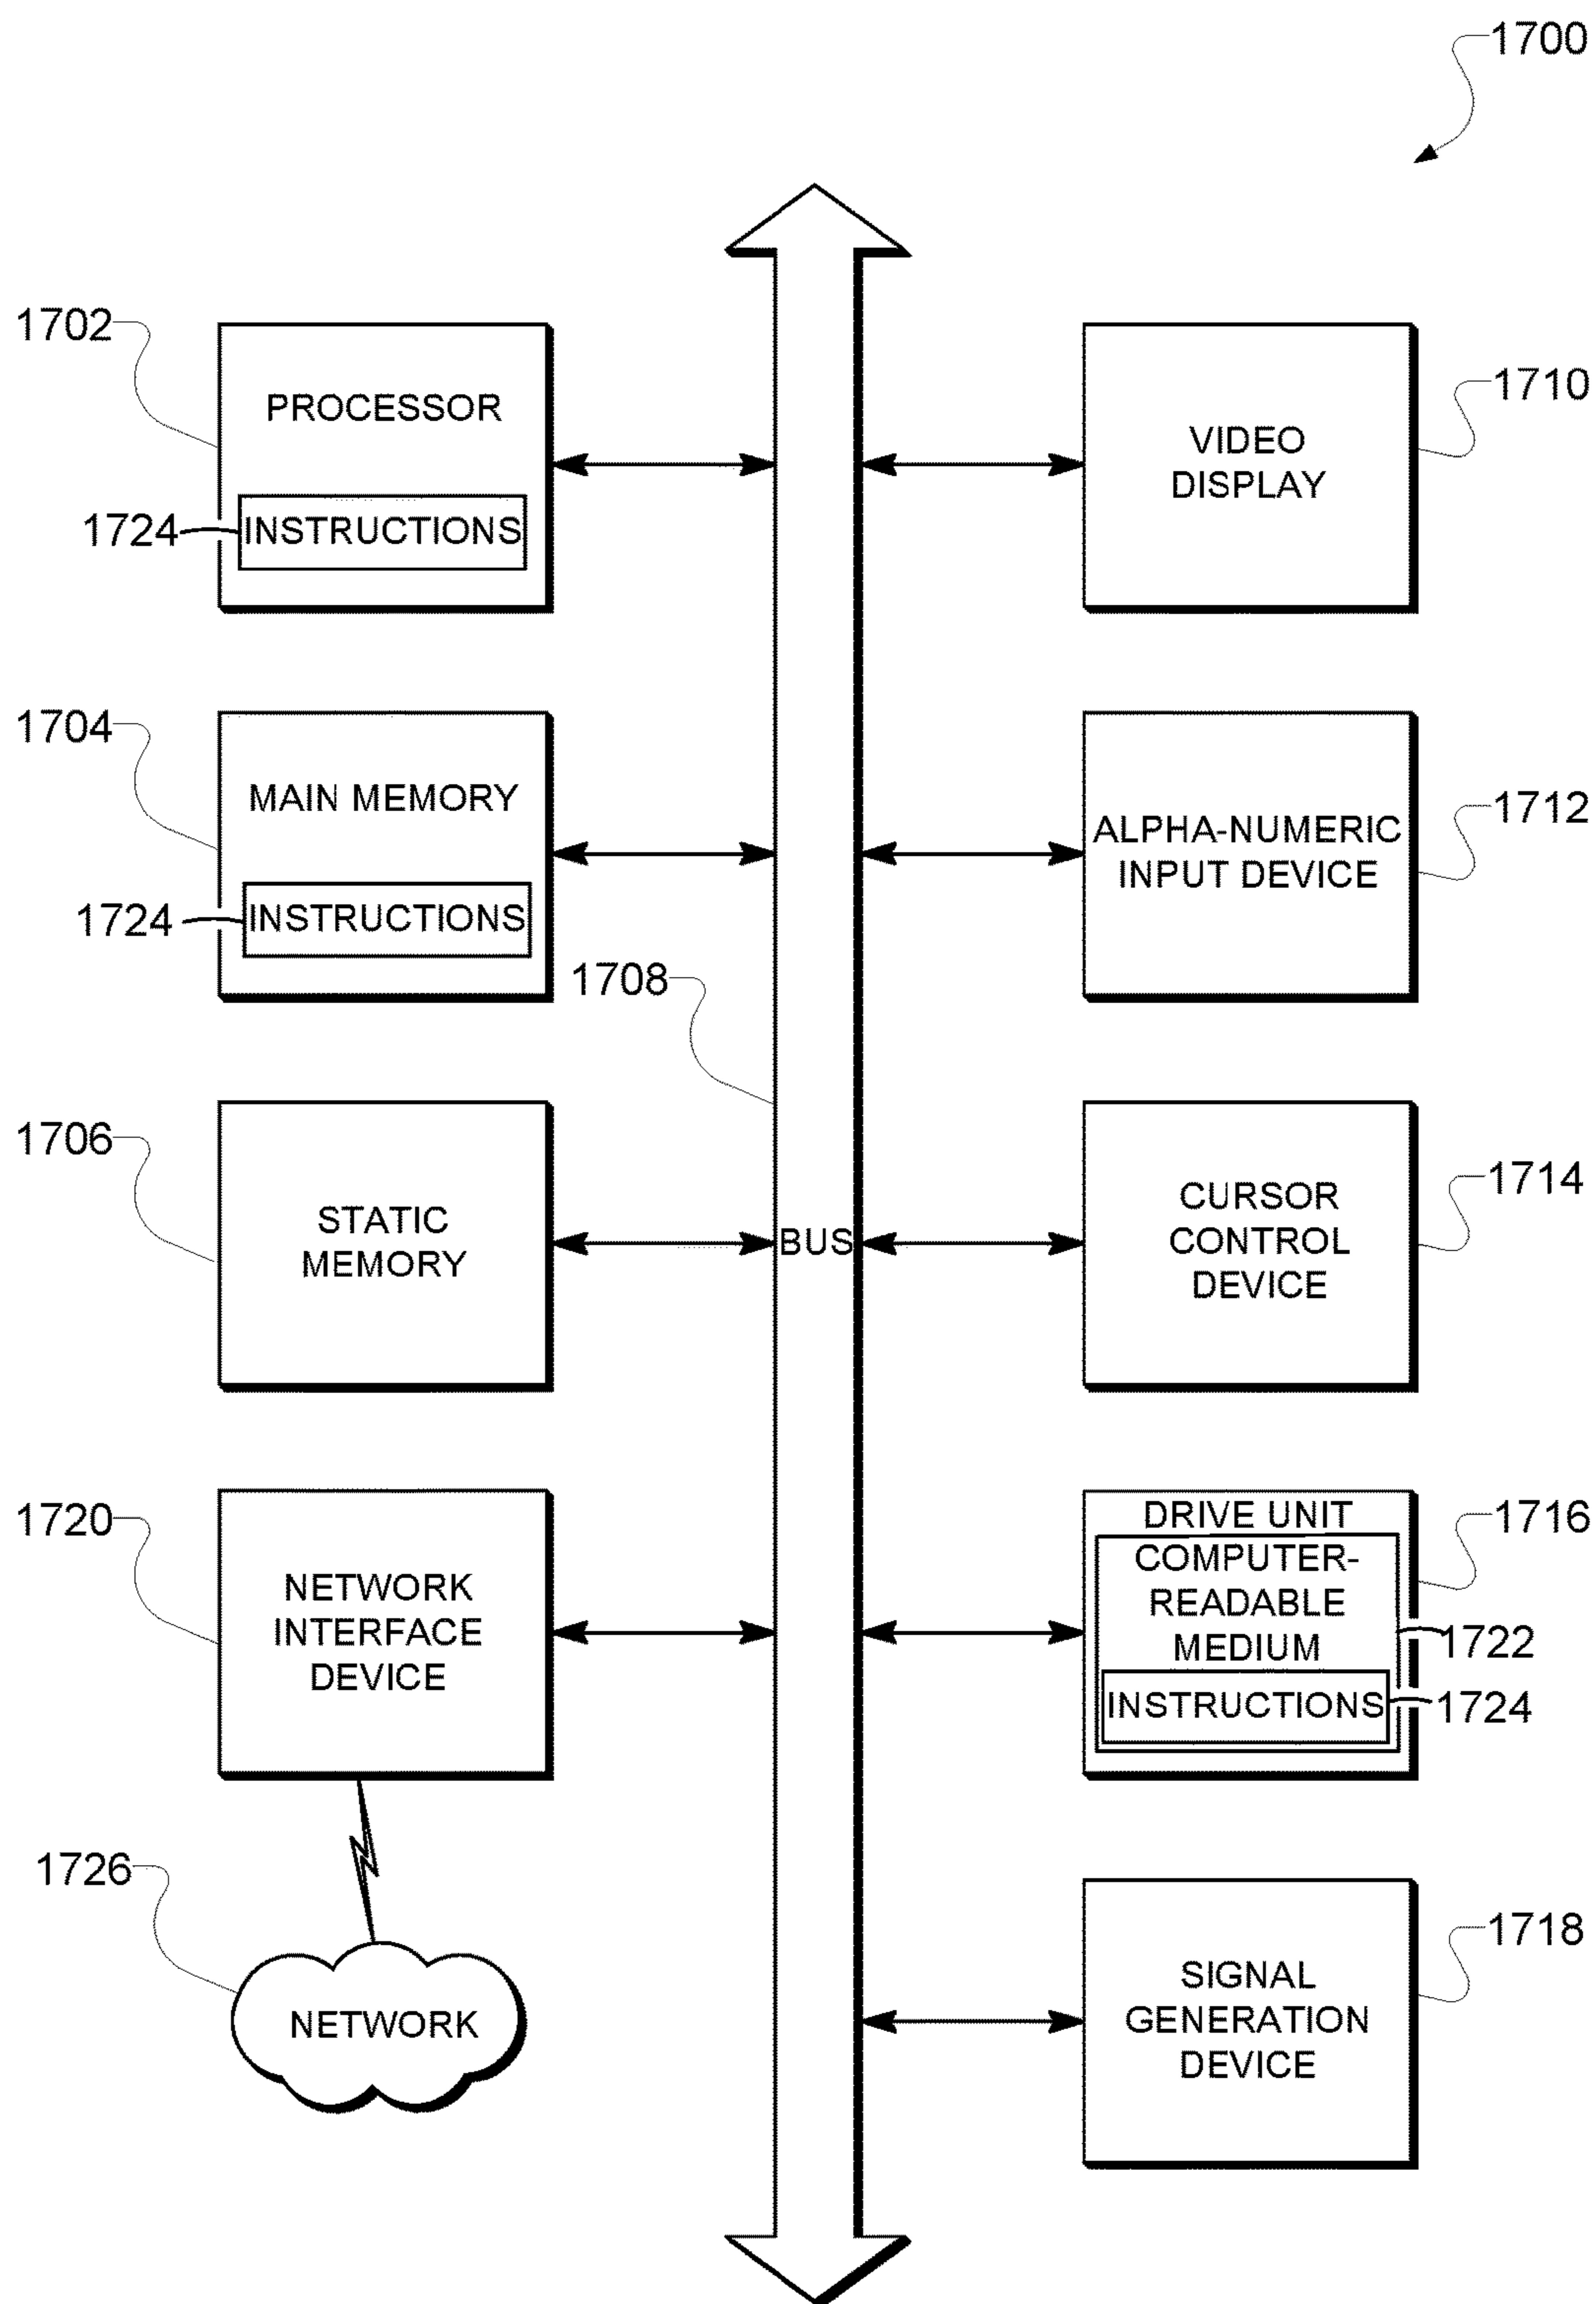 1700
1702
PROCESSOR
1724
INSTRUCTIONS
1710
VIDEO
DISPLAY
1704
MAIN MEMORY
1724
INSTRUCTIONS
1712
ALPHA-NUMERIC
INPUT DEVICE
1708
BUS
1706
STATIC
MEMORY
1714
CURSOR
CONTROL
DEVICE
1720
NETWORK
INTERFACE
DEVICE
1716
DRIVE UNIT
COMPUTER-
READABLE
MEDIUM
1722
INSTRUCTIONS
1724
1726
NETWORK
1718
SIGNAL
GENERATION
DEVICE